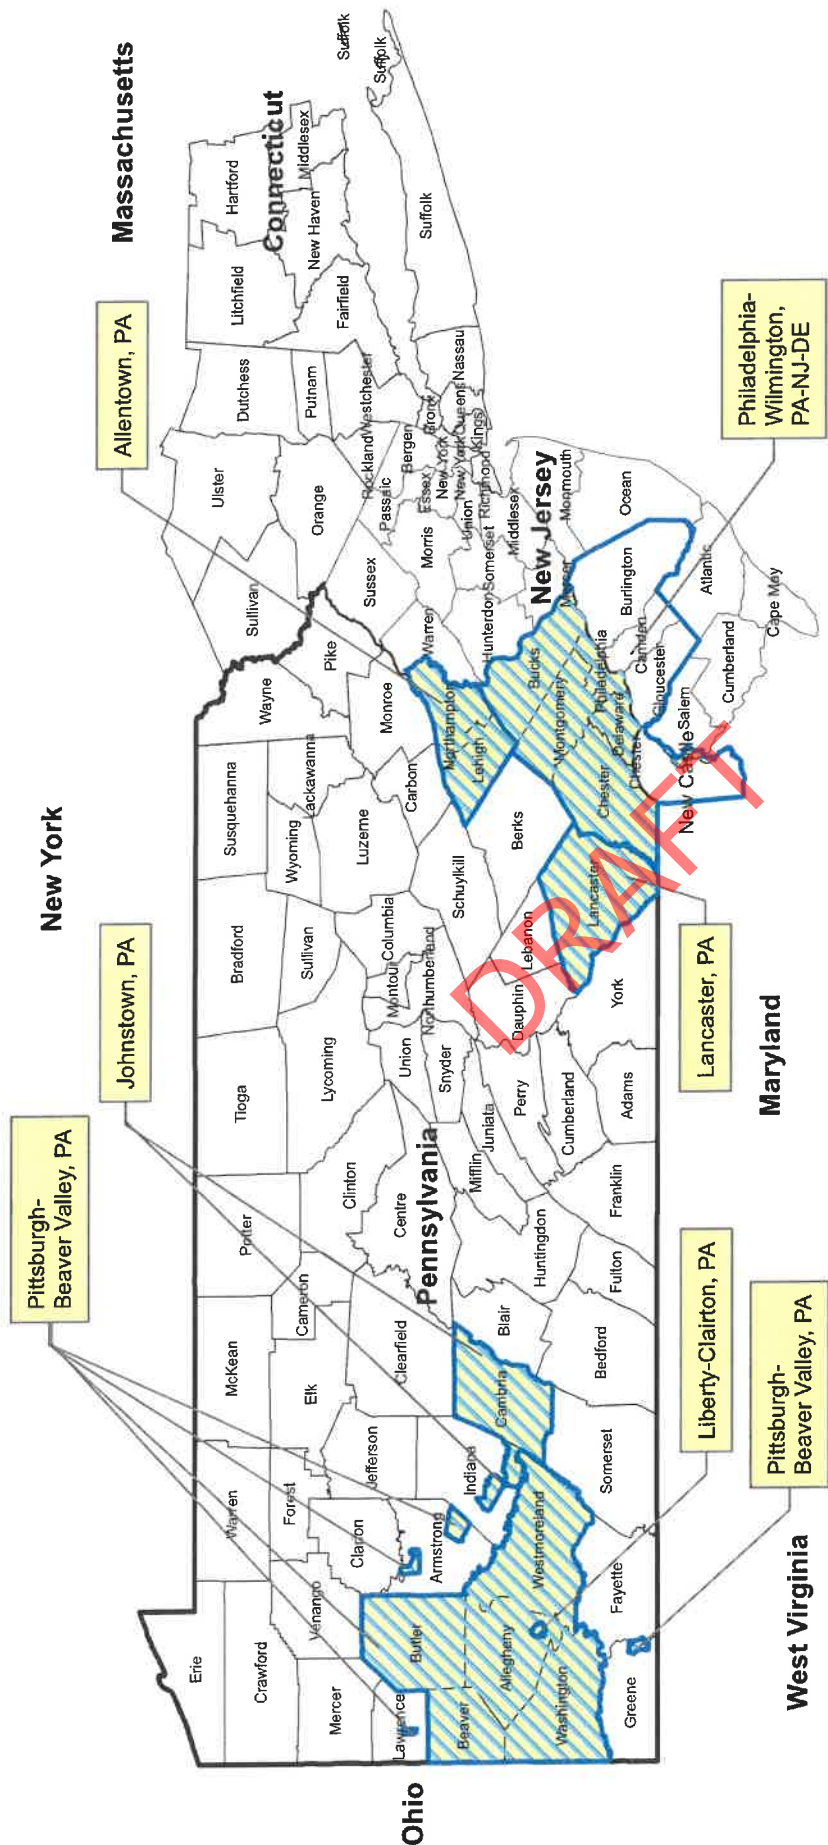 Massachusetts
Connecticut
New York
New Jersey
Pennsylvania
Ohio
West Virginia
Maryland
Pittsburgh-
Beaver Valley, PA
Johnstown, PA
Allentown, PA
Philadelphia-
Wilmington,
PA-NJ-DE
Lancaster, PA
Liberty-Clairton, PA
Pittsburgh-
Beaver Valley, PA
DRAFT
Erie
Crawford
Mercer
Lawrence
Beaver
Washington
Greene
Warren
Forest
Venango
Clarion
Butler
Armstrong
Allegheny
Westmoreland
Fayette
McKean
Elk
Cameron
Jefferson
Clearfield
Indiana
Cambria
Somerset
Potter
Clinton
Centre
Blair
Bedford
Huntingdon
Fulton
Franklin
Mifflin
Juniata
Tioga
Lycoming
Union
Snyder
Perry
Cumberland
Adams
Bradford
Sullivan
Columbia
Montour
Northumberland
Dauphin
Lebanon
York
Susquehanna
Wyoming
Lackawanna
Luzerne
Schuylkill
Berks
Lancaster
Wayne
Pike
Monroe
Carbon
Northampton
Lehigh
Bucks
Montgomery
Philadelphia
Delaware
Chester
Chester
New Castle
Sullivan
Ulster
Orange
Dutchess
Putnam
Westchester
Rockland
Bronx
New York
New York
Queens
Kings
Richmond
Nassau
Suffolk
Suffolk
Suffolk
Litchfield
Hartford
Fairfield
New Haven
Middlesex
Sussex
Passaic
Bergen
Essex
Morris
Union
Warren
Hunterdon
Somerset
Middlesex
Mercer
Monmouth
Ocean
Burlington
Camden
Gloucester
Salem
Cumberland
Atlantic
Cape May